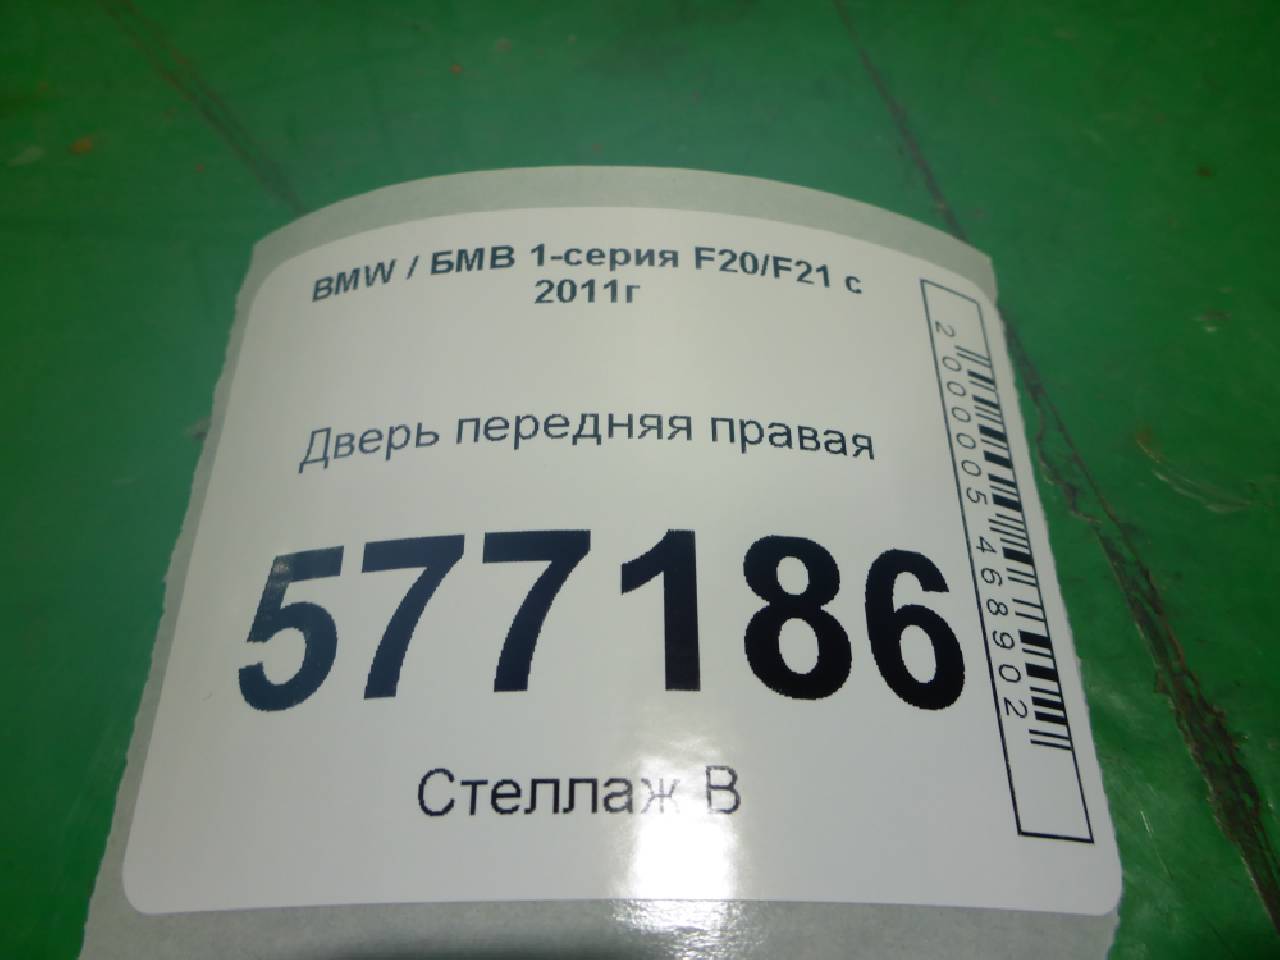 BMW / БМВ 1-серия F20/F21 с
2011г
Дверь передняя правая
577186
Стеллаж В
2000005468902